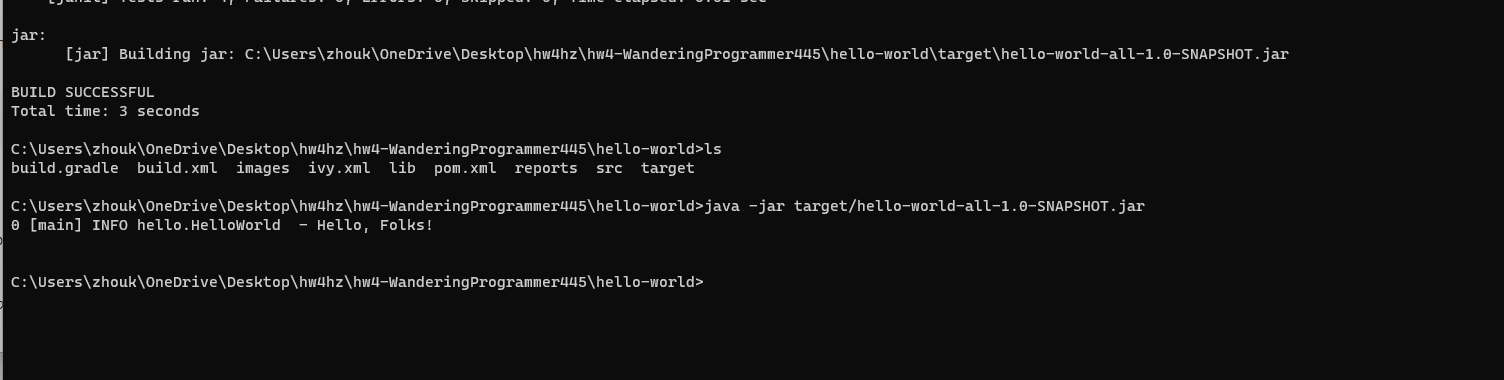 jar:
[jar] Building jar: C:\Users\zhouk\OneDrive\Desktop\hw4hz\hw4-WanderingProgrammer445\hello-world\target\hello-world-all-1.0-SNAPSHOT.jar
BUILD SUCCESSFUL
Total time: 3 seconds
C:\Users\zhouk\OneDrive\Desktop\hw4hz\hw4-WanderingProgrammer445\hello-world>ls
build.gradle  build.xml  images  ivy.xml  lib  pom.xml  reports  src  target
C:\Users\zhouk\OneDrive\Desktop\hw4hz\hw4-WanderingProgrammer445\hello-world>java -jar target/hello-world-all-1.0-SNAPSHOT.jar
0 [main] INFO hello.HelloWorld  - Hello, Folks!
C:\Users\zhouk\OneDrive\Desktop\hw4hz\hw4-WanderingProgrammer445\hello-world>